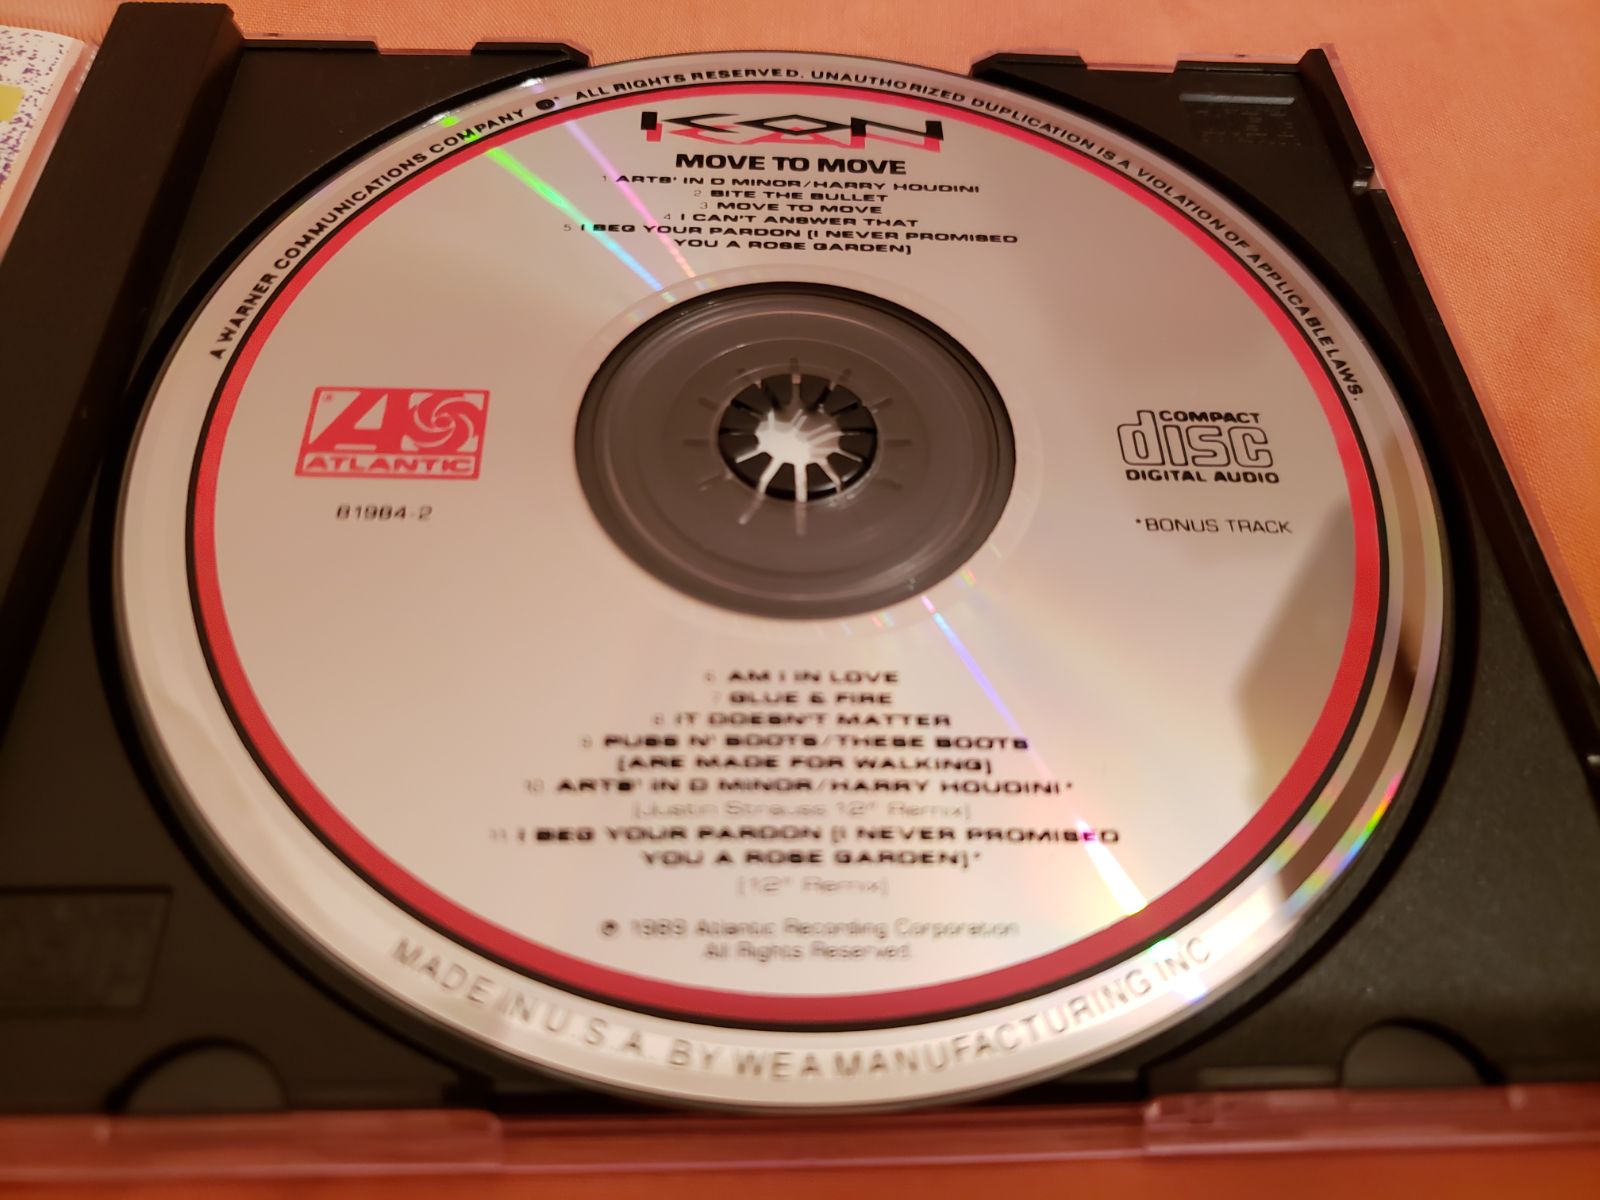 A WARNER COMMUNICATIONS COMPANY ALL RIGHTS RESERVED. UNAUTHORIZED DUPLICATION IS A VIOLATION OF APPLICABLE LAWS.
KON KAN
MOVE TO MOVE
1 ARTS' IN D MINOR/HARRY HOUDINI
2 BITE THE BULLET
3 MOVE TO MOVE
4 I CAN'T ANSWER THAT
5 I BEG YOUR PARDON [I NEVER PROMISED
YOU A ROSE GARDEN]
ATLANTIC
81984-2
COMPACT
disc
DIGITAL AUDIO
*BONUS TRACK
6 AM I IN LOVE
7 GLUE & FIRE
8 IT DOESN'T MATTER
9 PUSS N' BOOTS/THESE BOOTS
[ARE MADE FOR WALKING]
10 ARTS' IN D MINOR/HARRY HOUDINI*
[Justin Strauss 12" Remix]
11 I BEG YOUR PARDON [I NEVER PROMISED
YOU A ROSE GARDEN]*
[12" Remix]
℗ 1989 Atlantic Recording Corporation
All Rights Reserved.
MADE IN U.S.A. BY WEA MANUFACTURING INC